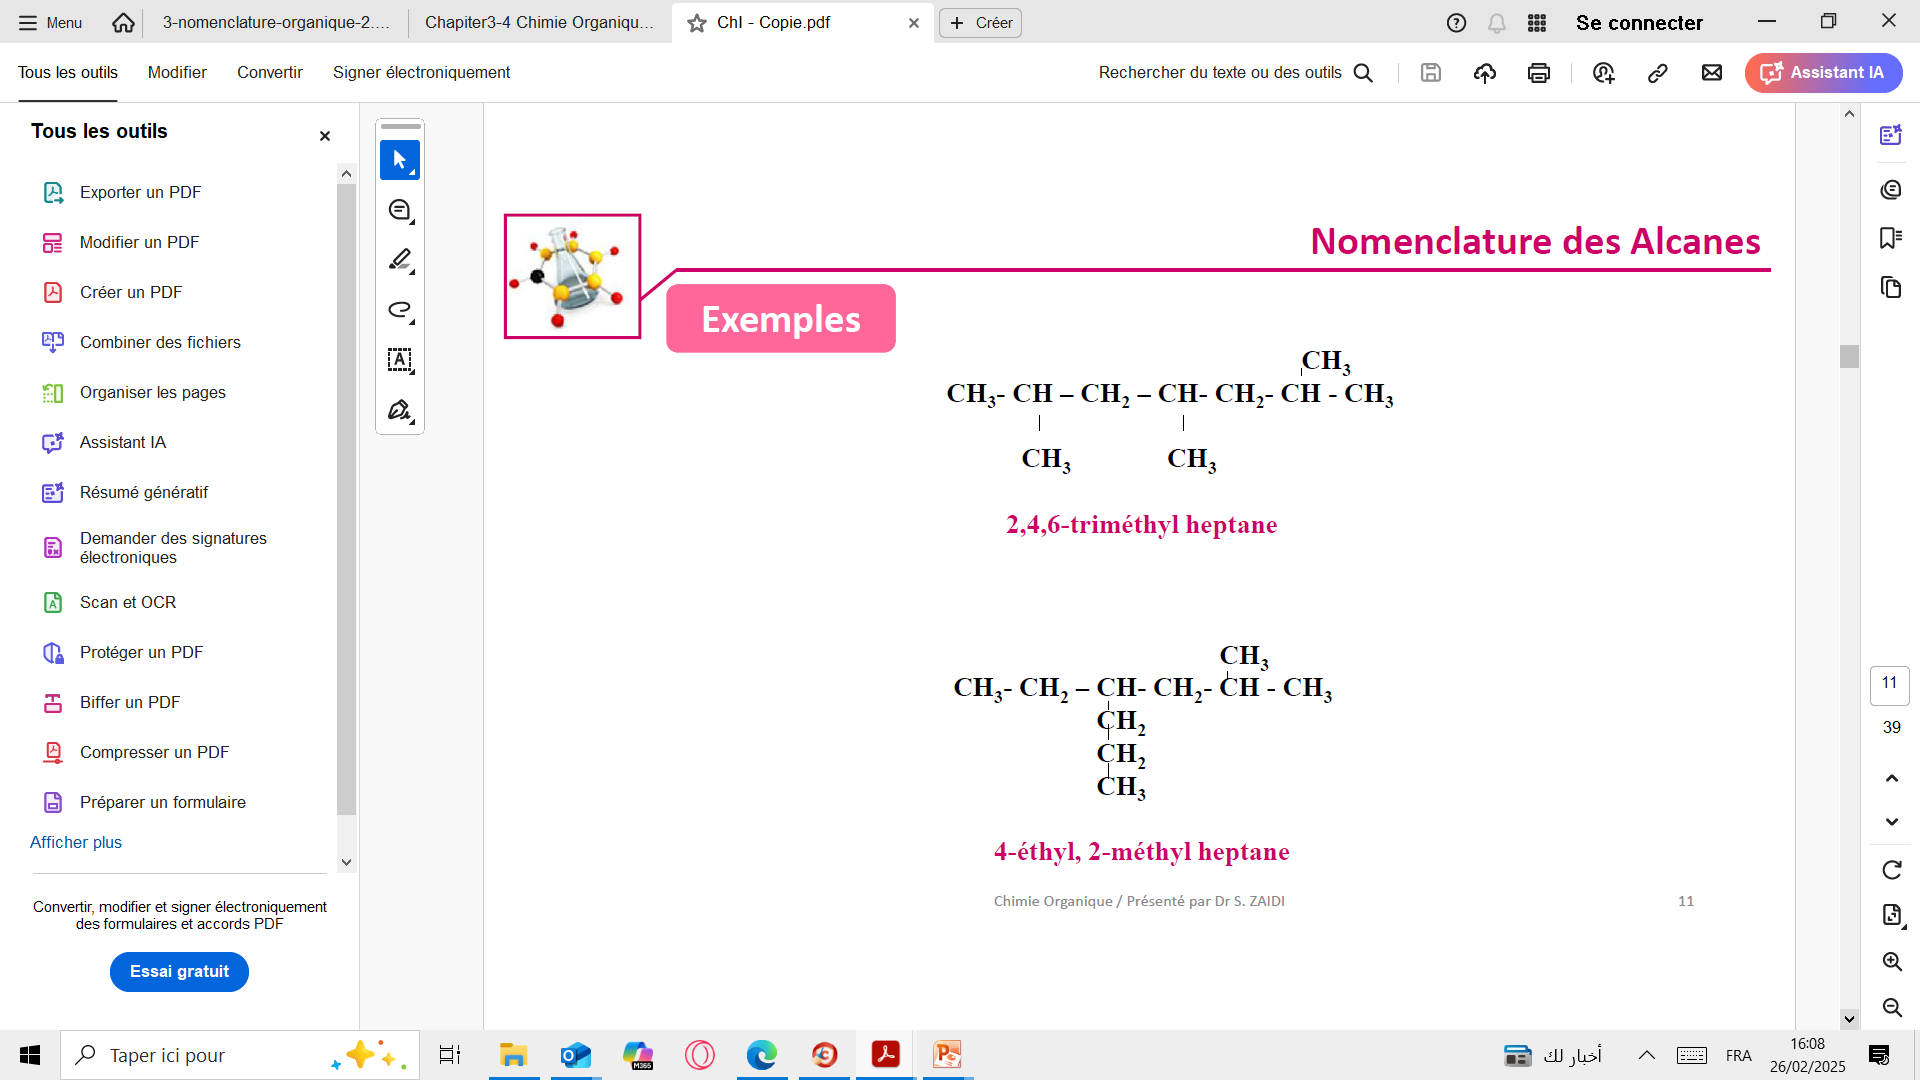 Menu
3-nomenclature-organique-2....
Chapiter3-4 Chimie Organiqu...
ChI - Copie.pdf
Créer
Se connecter
Tous les outils
Modifier
Convertir
Signer électroniquement
Rechercher du texte ou des outils
Assistant IA
Tous les outils
Exporter un PDF
Modifier un PDF
Créer un PDF
Combiner des fichiers
Organiser les pages
Assistant IA
Résumé génératif
Demander des signatures
électroniques
Scan et OCR
Protéger un PDF
Biffer un PDF
Compresser un PDF
Préparer un formulaire
Afficher plus
Convertir, modifier et signer électroniquement
des formulaires et accords PDF
Essai gratuit
Nomenclature des Alcanes
Exemples
CH₃
CH₃- CH – CH₂ – CH- CH₂- CH - CH₃
CH₃ CH₃
2,4,6-triméthyl heptane
CH₃
CH₃- CH₂ – CH- CH₂- CH - CH₃
CH₂
CH₂
CH₃
4-éthyl, 2-méthyl heptane
Chimie Organique / Présenté par Dr S. ZAIDI
11
11
39
Taper ici pour
أخبار لك
FRA
16:08
26/02/2025